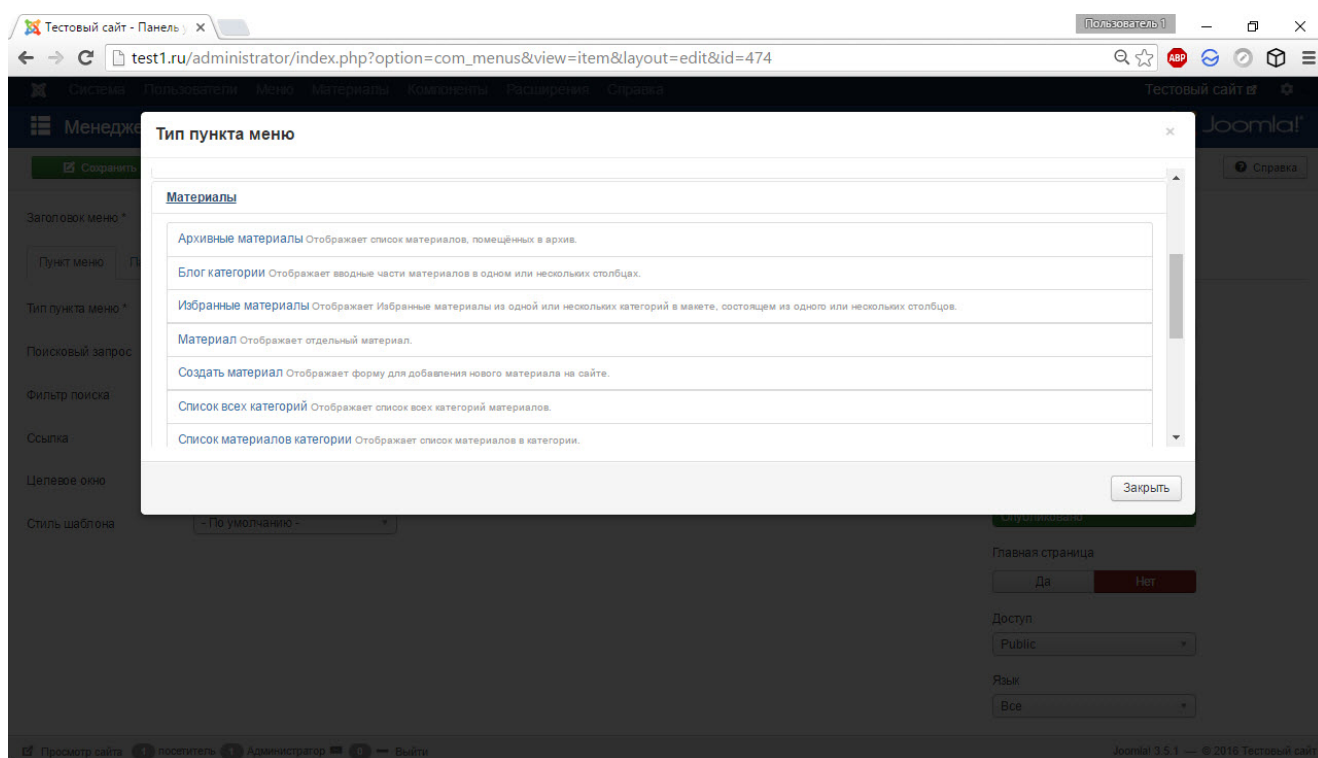 Тестовый сайт - Панель у
Пользователь 1
test1.ru/administrator/index.php?option=com_menus&view=item&layout=edit&id=474
ABP
Система Пользователи Меню Материалы Компоненты Расширения Справка Тестовый сайт
Менедже
Joomla!
Тип пункта меню
×
Сохранить
Справка
Материалы
Заголовок меню *
Архивные материалы Отображает список материалов, помещённых в архив.
Пункт меню
Блог категории Отображает вводные части материалов в одном или нескольких столбцах.
Тип пункта меню *
Избранные материалы Отображает Избранные материалы из одной или нескольких категорий в макете, состоящем из одного или нескольких столбцов.
Материал Отображает отдельный материал.
Поисковый запрос
Создать материал Отображает форму для добавления нового материала на сайте.
Фильтр поиска
Список всех категорий Отображает список всех категорий материалов.
Ссылка
Список материалов категории Отображает список материалов в категории.
Целевое окно
Закрыть
Стиль шаблона
- По умолчанию -
Опубликовано
Главная страница
Да Нет
Доступ
Public
Язык
Все
Просмотр сайта 1 посетитель 1 Администратор 0 Выйти
Joomla! 3.5.1 — © 2016 Тестовый сайт